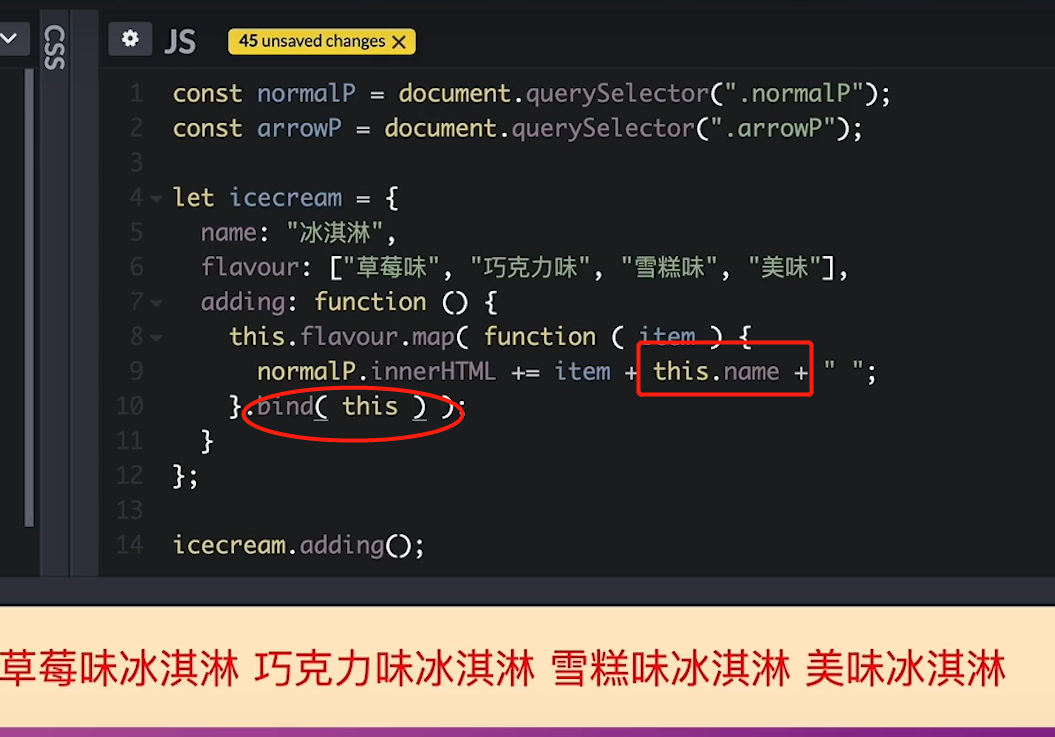 CSS
JS
45 unsaved changes
1 const normalP = document.querySelector(".normalP");
2 const arrowP = document.querySelector(".arrowP");
3
4 let icecream = {
5 name: "冰淇淋",
6 flavour: ["草莓味", "巧克力味", "雪糕味", "美味"],
7 adding: function () {
8 this.flavour.map( function ( item ) {
9 normalP.innerHTML += item + this.name + " ";
10 }.bind( this ) );
11 }
12 };
13
14 icecream.adding();
草莓味冰淇淋 巧克力味冰淇淋 雪糕味冰淇淋 美味冰淇淋